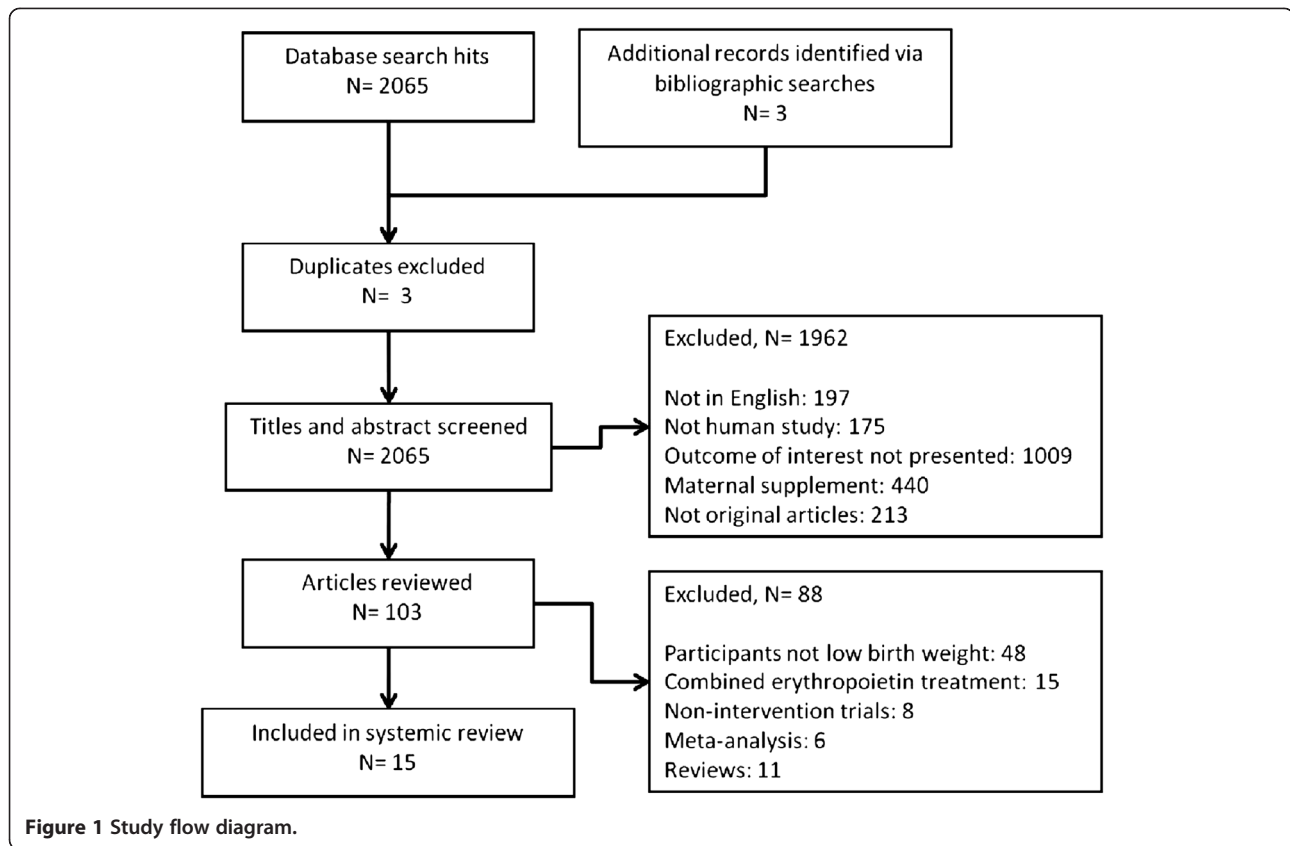 Database search hits
N= 2065
Additional records identified via
bibliographic searches
N= 3
Duplicates excluded
N= 3
Titles and abstract screened
N= 2065
Excluded, N= 1962
Not in English: 197
Not human study: 175
Outcome of interest not presented: 1009
Maternal supplement: 440
Not original articles: 213
Articles reviewed
N= 103
Excluded, N= 88
Participants not low birth weight: 48
Combined erythropoietin treatment: 15
Non-intervention trials: 8
Meta-analysis: 6
Reviews: 11
Included in systemic review
N= 15
Figure 1 Study flow diagram.